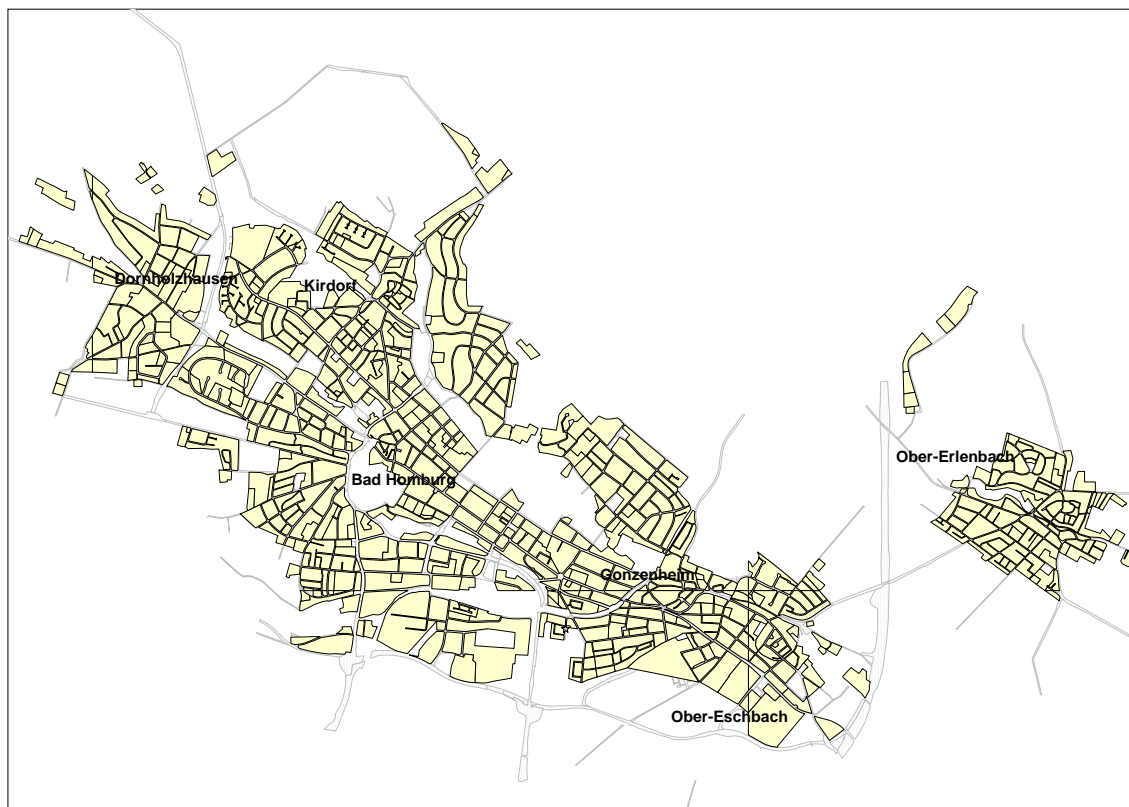 Dornholzhausen
Kirdorf
Ober-Erlenbach
Bad Homburg
Gonzenheim
Ober-Eschbach